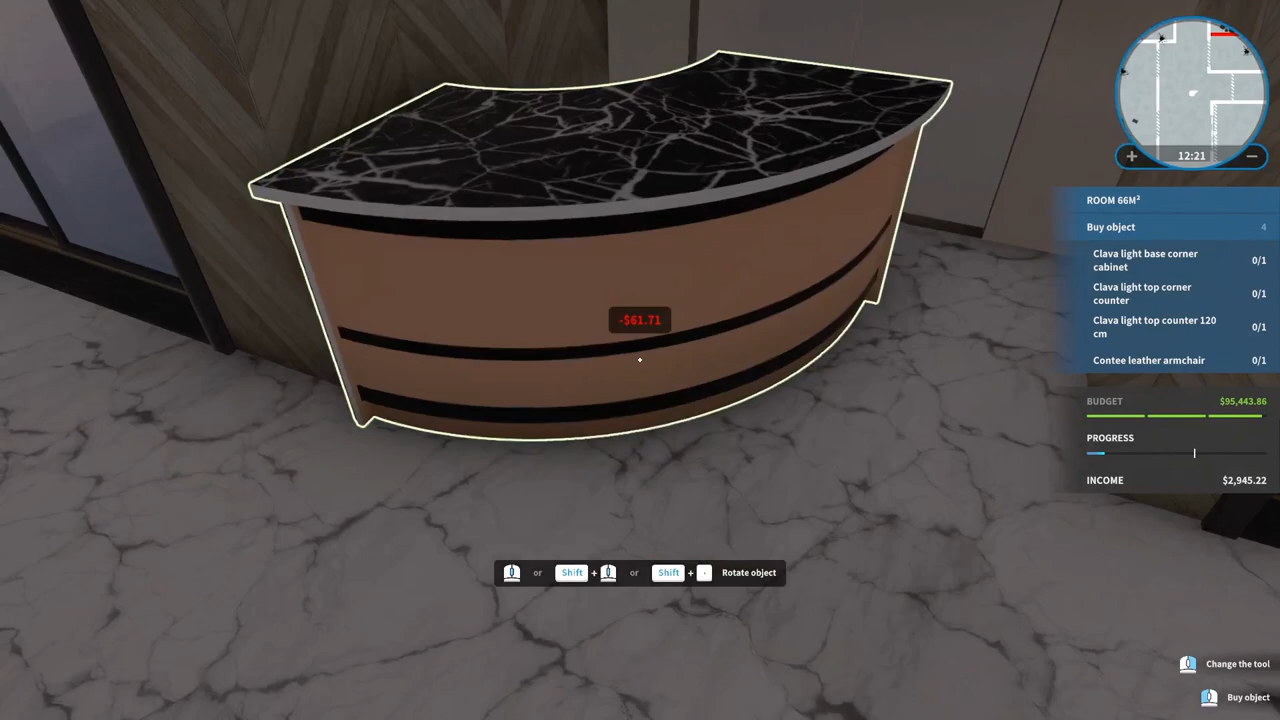 12:21
ROOM 66M²
Buy object 4
Clava light base corner
cabinet 0/1
Clava light top corner
counter 0/1
Clava light top counter 120
cm 0/1
Contee leather armchair 0/1
-$61.71
BUDGET $95,443.86
PROGRESS
INCOME $2,945.22
or Shift + or Shift + · Rotate object
Change the tool
Buy object